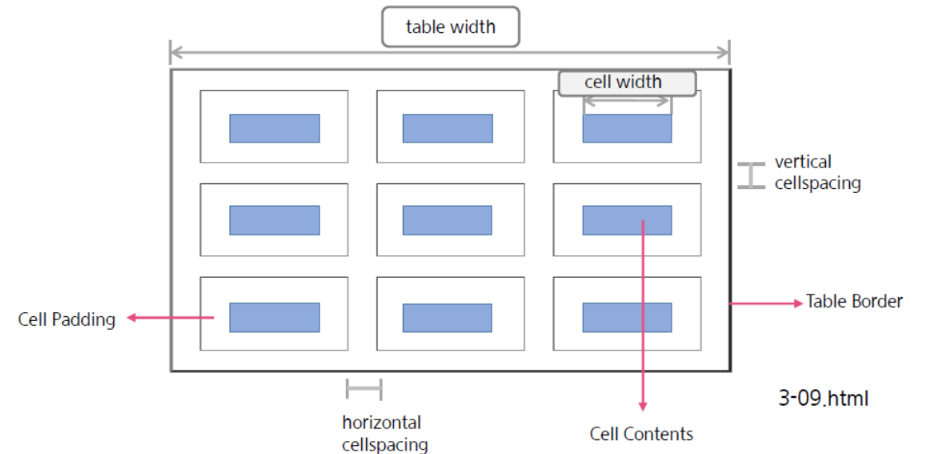 table width
cell width
vertical
cellspacing
Table Border
Cell Padding
3-09.html
horizontal
cellspacing
Cell Contents